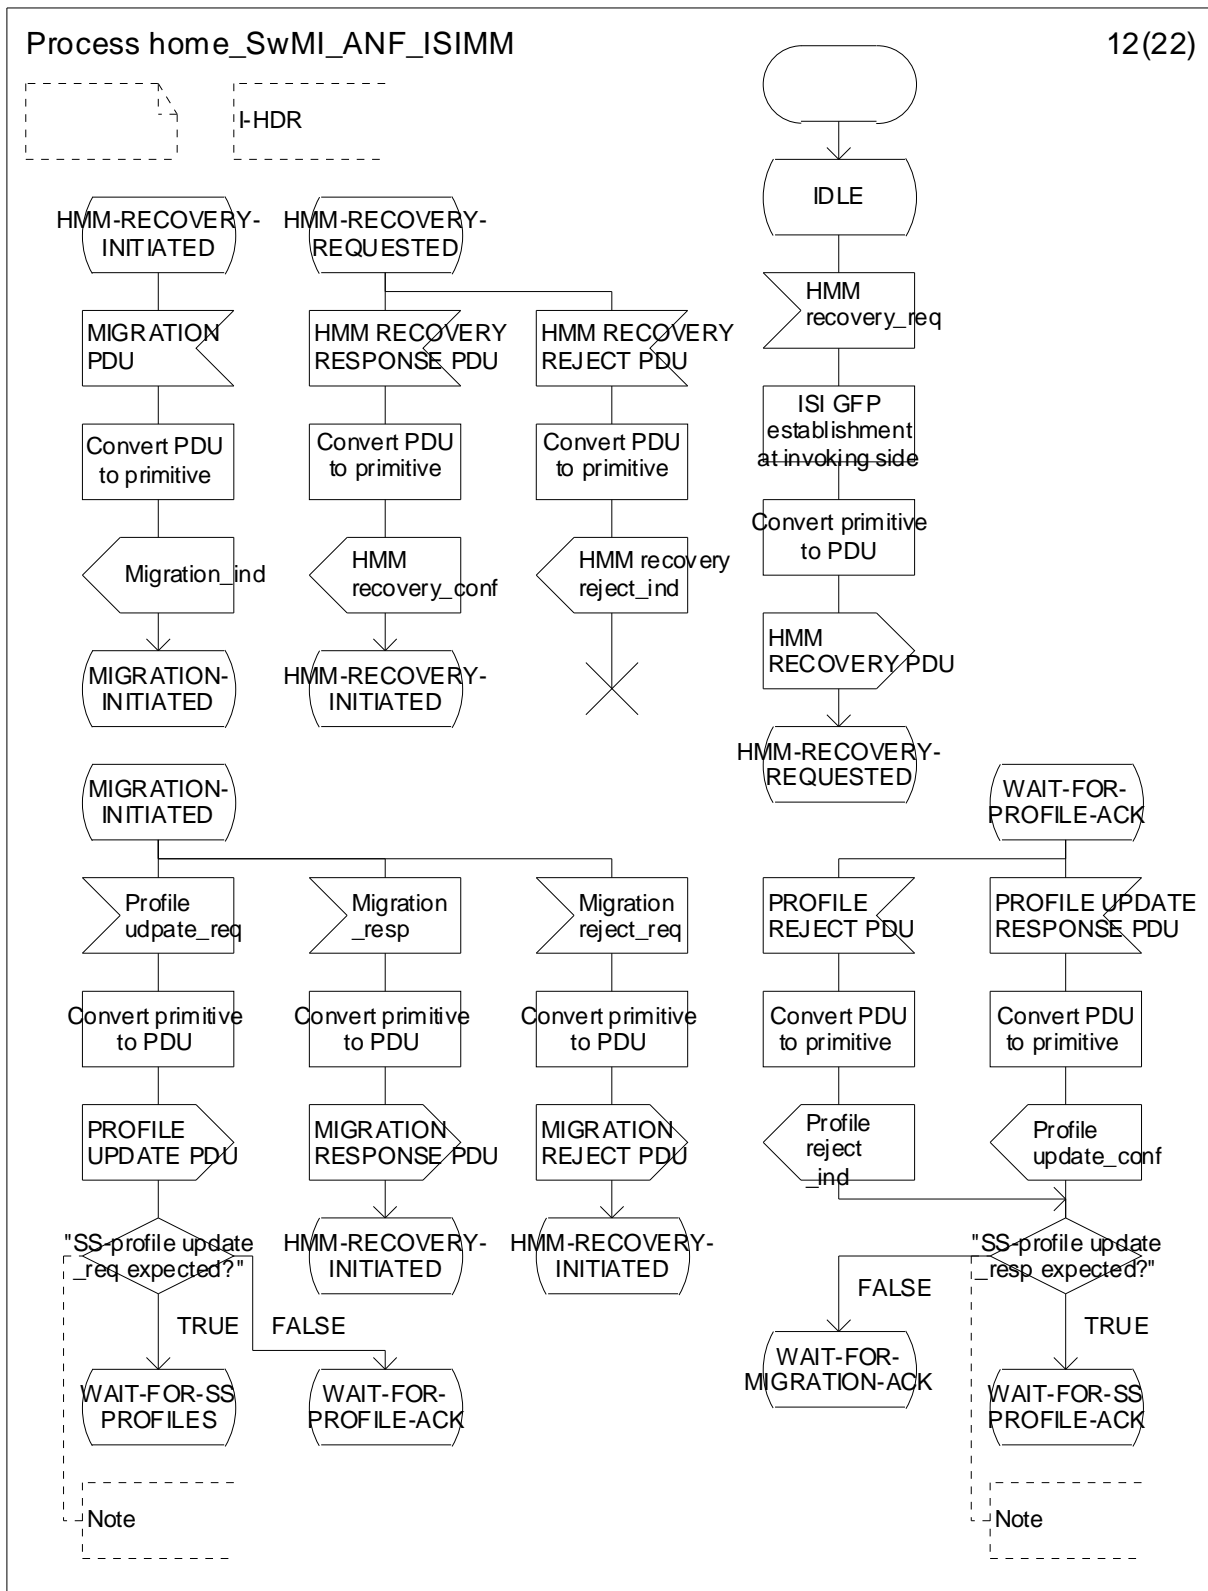 Process home_SwMI_ANF_ISIMM
12(22)
I-HDR
IDLE
HMM
recovery_req
ISI GFP
establishment
at invoking side
Convert primitive
to PDU
HMM
RECOVERY PDU
HMM-RECOVERY-
REQUESTED
HMM-RECOVERY-
INITIATED
MIGRATION
PDU
Convert PDU
to primitive
Migration_ind
MIGRATION-
INITIATED
HMM-RECOVERY-
REQUESTED
HMM RECOVERY
RESPONSE PDU
Convert PDU
to primitive
HMM
recovery_conf
HMM-RECOVERY-
INITIATED
HMM RECOVERY
REJECT PDU
Convert PDU
to primitive
HMM recovery
reject_ind
MIGRATION-
INITIATED
Profile
udpate_req
Convert primitive
to PDU
PROFILE
UPDATE PDU
"SS-profile update
_req expected?"
TRUE
FALSE
WAIT-FOR-SS
PROFILES
WAIT-FOR-
PROFILE-ACK
Note
Migration
_resp
Convert primitive
to PDU
MIGRATION
RESPONSE PDU
HMM-RECOVERY-
INITIATED
Migration
reject_req
Convert primitive
to PDU
MIGRATION
REJECT PDU
HMM-RECOVERY-
INITIATED
WAIT-FOR-
PROFILE-ACK
PROFILE
REJECT PDU
Convert PDU
to primitive
Profile
reject
_ind
PROFILE UPDATE
RESPONSE PDU
Convert PDU
to primitive
Profile
update_conf
"SS-profile update
_resp expected?"
FALSE
TRUE
WAIT-FOR-
MIGRATION-ACK
WAIT-FOR-SS
PROFILE-ACK
Note